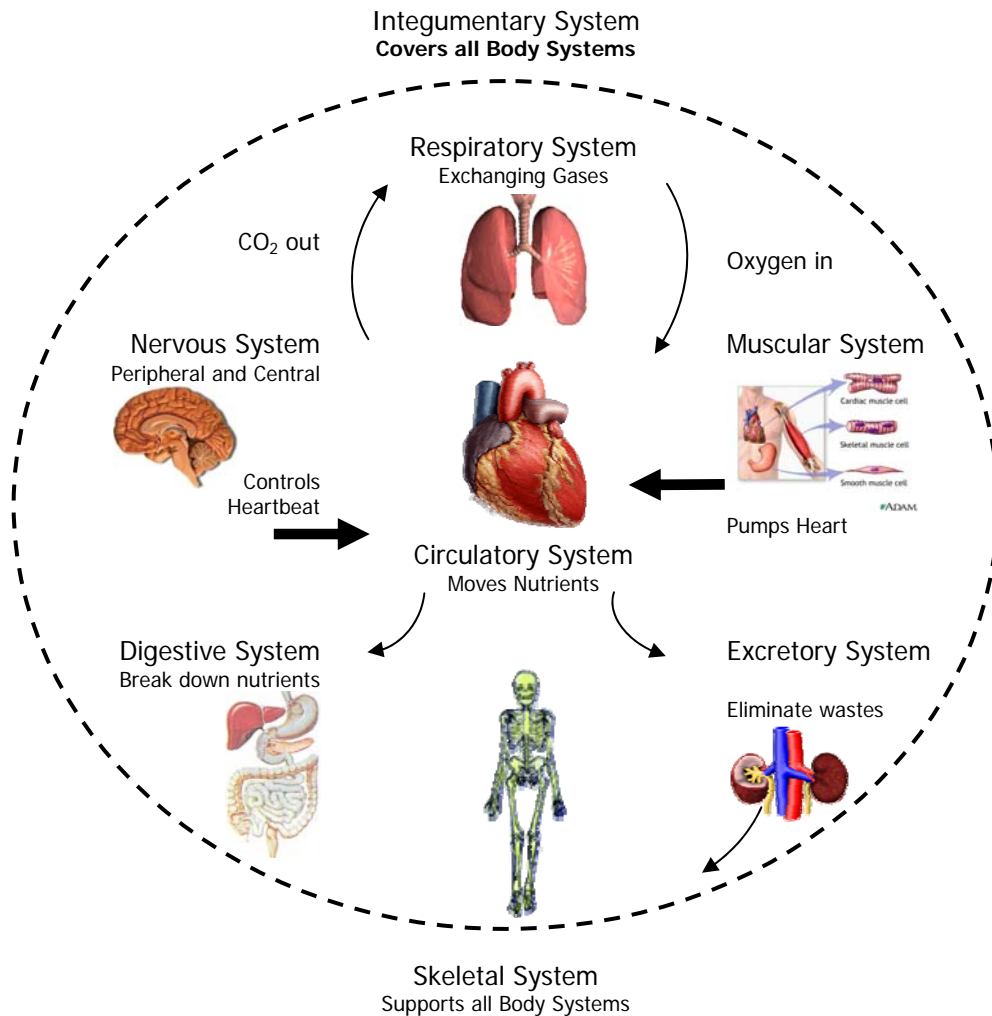 Integumentary System
Covers all Body Systems
Respiratory System
Exchanging Gases
CO₂ out
Oxygen in
Nervous System
Peripheral and Central
Muscular System
Cardiac muscle cell
Skeletal muscle cell
Smooth muscle cell
ADAM
Controls
Heartbeat
Pumps Heart
Circulatory System
Moves Nutrients
Digestive System
Break down nutrients
Excretory System
Eliminate wastes
Skeletal System
Supports all Body Systems